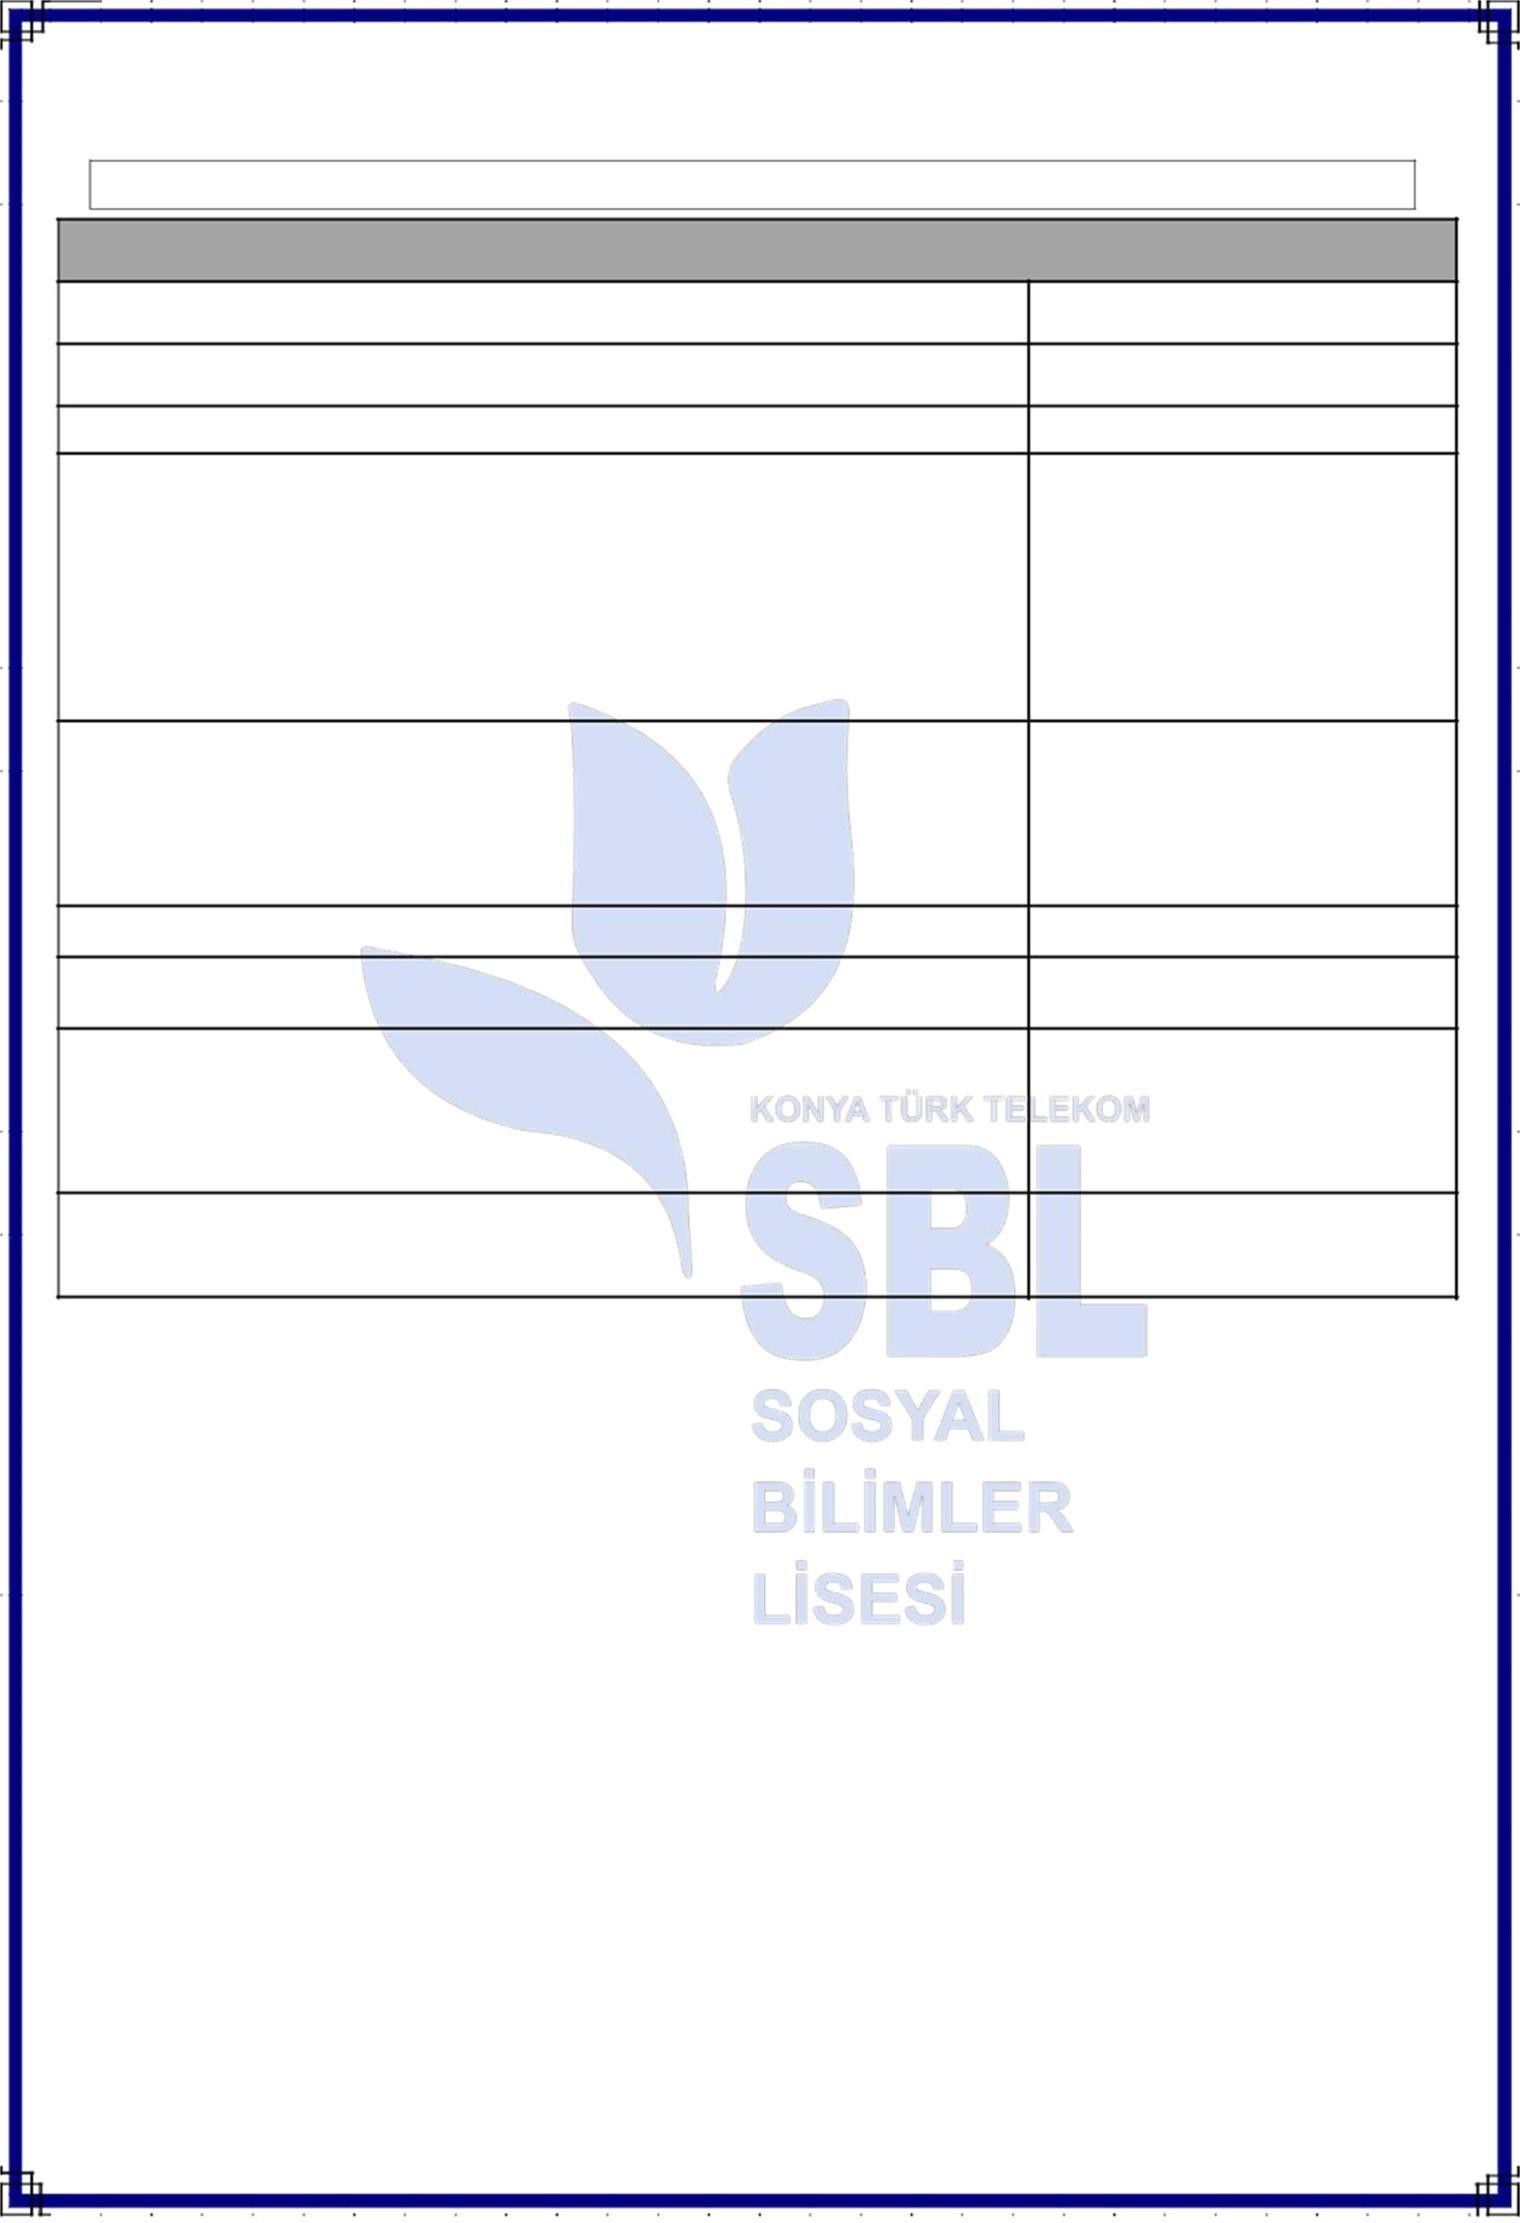 KONYA TÜRK TELEKOM
SBL
SOSYAL
BİLİMLER
LİSESİ